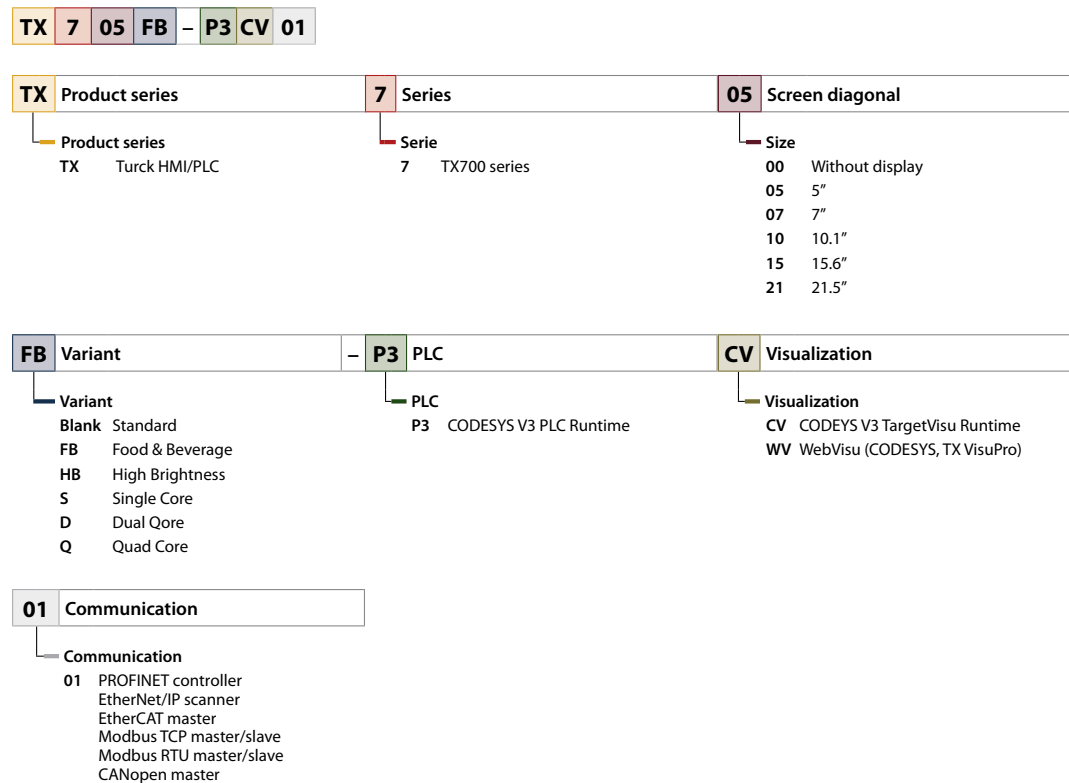 TX 7 05 FB – P3 CV 01
TX Product series
Product series
TX Turck HMI/PLC
7 Series
Serie
7 TX700 series
05 Screen diagonal
Size
00 Without display
05 5″
07 7″
10 10.1″
15 15.6″
21 21.5″
FB Variant
Variant
Blank Standard
FB Food & Beverage
HB High Brightness
S Single Core
D Dual Qore
Q Quad Core
– P3 PLC
PLC
P3 CODESYS V3 PLC Runtime
CV Visualization
Visualization
CV CODEYS V3 TargetVisu Runtime
WV WebVisu (CODESYS, TX VisuPro)
01 Communication
Communication
01 PROFINET controller
EtherNet/IP scanner
EtherCAT master
Modbus TCP master/slave
Modbus RTU master/slave
CANopen master